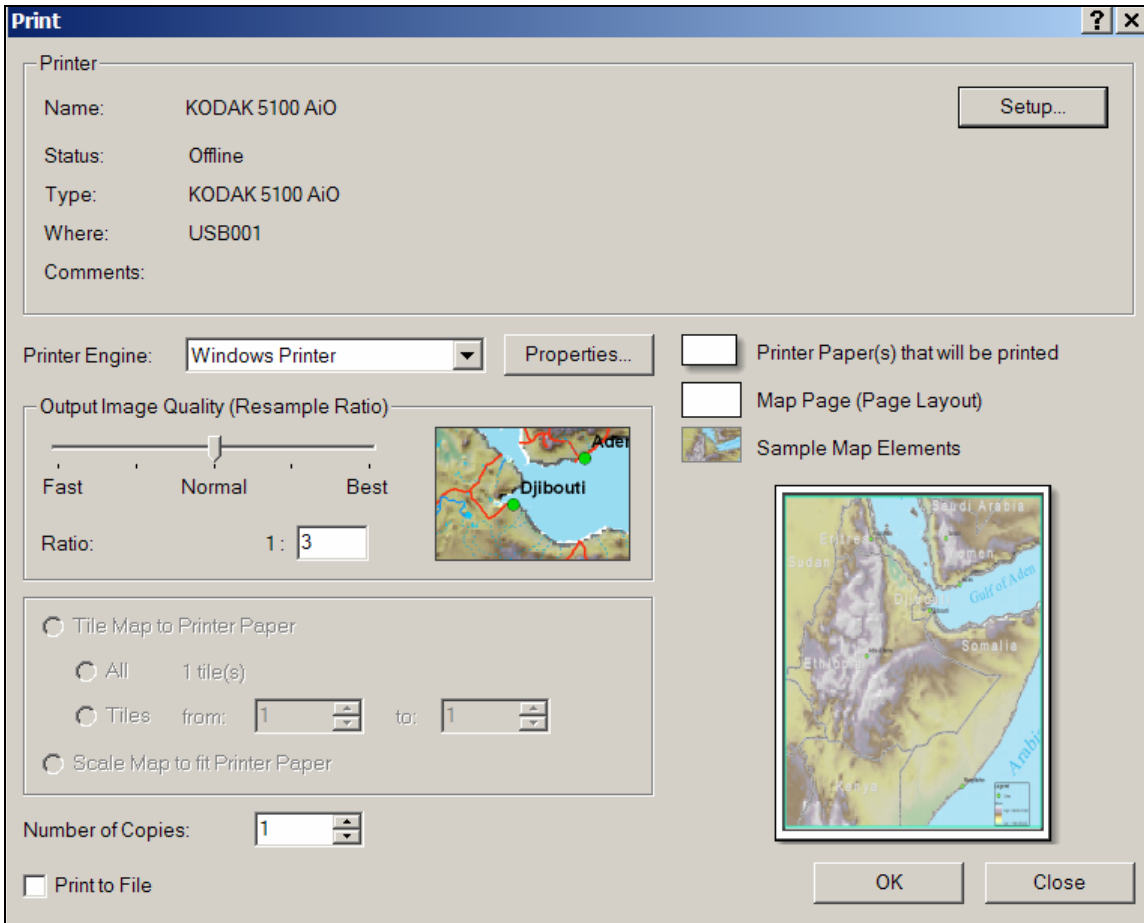 Print
Printer
Name: KODAK 5100 AiO
Setup...
Status: Offline
Type: KODAK 5100 AiO
Where: USB001
Comments:
Printer Engine: Windows Printer
Properties...
Printer Paper(s) that will be printed
Map Page (Page Layout)
Sample Map Elements
Output Image Quality (Resample Ratio)
Fast Normal Best
Ratio: 1 : 3
Aden
Djibouti
Tile Map to Printer Paper
All 1 tile(s)
Tiles from: 1 to: 1
Scale Map to fit Printer Paper
Number of Copies: 1
Print to File
Saudi Arabia
Eritrea
Yemen
Sudan
Djibouti
Gulf of Aden
Somalia
Ethiopia
Arabi
Kenya
OK
Close